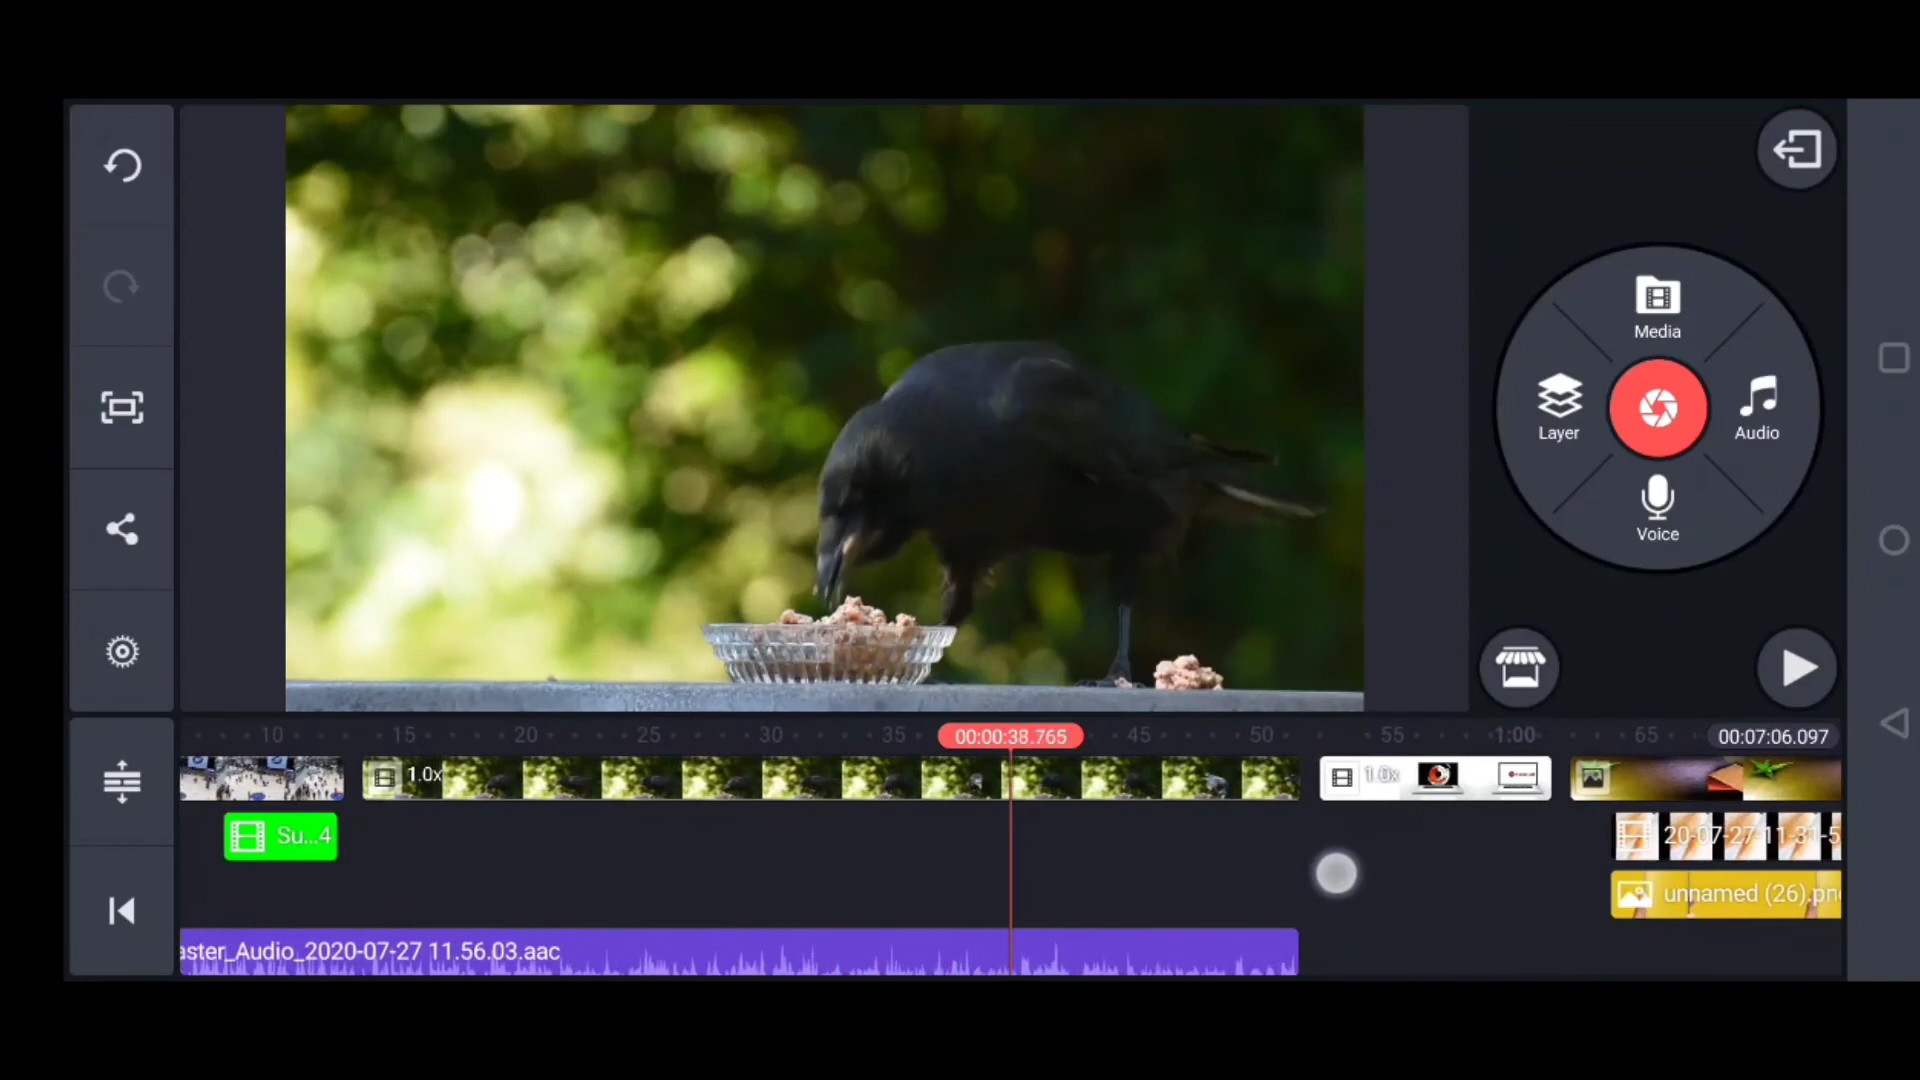 Media
Layer
Audio
Voice
10 15 20 25 30 35 00:00:38.765 45 50 55 1:00 65 00:07:06.097
1.0x
1.0x
Su...4
20-07-27-11-31-5
unnamed (26).pn
aster_Audio_2020-07-27 11.56.03.aac